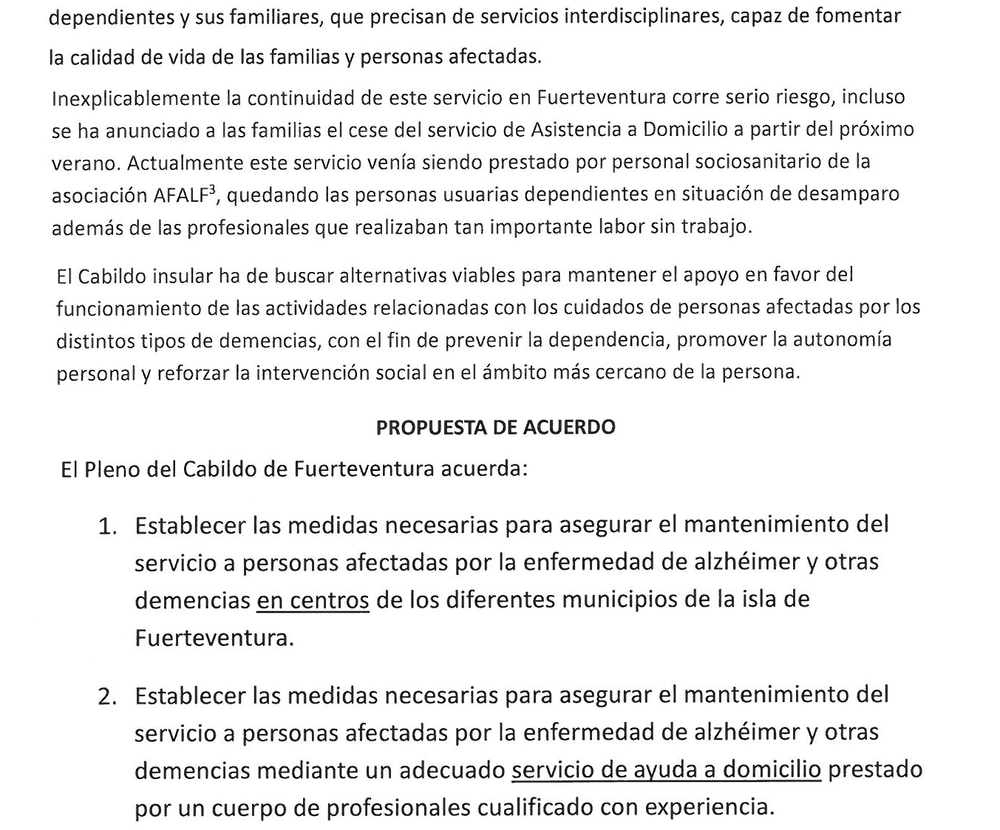 dependientes y sus familiares, que precisan de servicios interdisciplinares, capaz de fomentar
la calidad de vida de las familias y personas afectadas.
Inexplicablemente la continuidad de este servicio en Fuerteventura corre serio riesgo, incluso
se ha anunciado a las familias el cese del servicio de Asistencia a Domicilio a partir del próximo
verano. Actualmente este servicio venía siendo prestado por personal sociosanitario de la
asociación AFALF³, quedando las personas usuarias dependientes en situación de desamparo
además de las profesionales que realizaban tan importante labor sin trabajo.
El Cabildo insular ha de buscar alternativas viables para mantener el apoyo en favor del
funcionamiento de las actividades relacionadas con los cuidados de personas afectadas por los
distintos tipos de demencias, con el fin de prevenir la dependencia, promover la autonomía
personal y reforzar la intervención social en el ámbito más cercano de la persona.
PROPUESTA DE ACUERDO
El Pleno del Cabildo de Fuerteventura acuerda:
1. Establecer las medidas necesarias para asegurar el mantenimiento del
servicio a personas afectadas por la enfermedad de alzhéimer y otras
demencias en centros de los diferentes municipios de la isla de
Fuerteventura.
2. Establecer las medidas necesarias para asegurar el mantenimiento del
servicio a personas afectadas por la enfermedad de alzhéimer y otras
demencias mediante un adecuado servicio de ayuda a domicilio prestado
por un cuerpo de profesionales cualificado con experiencia.